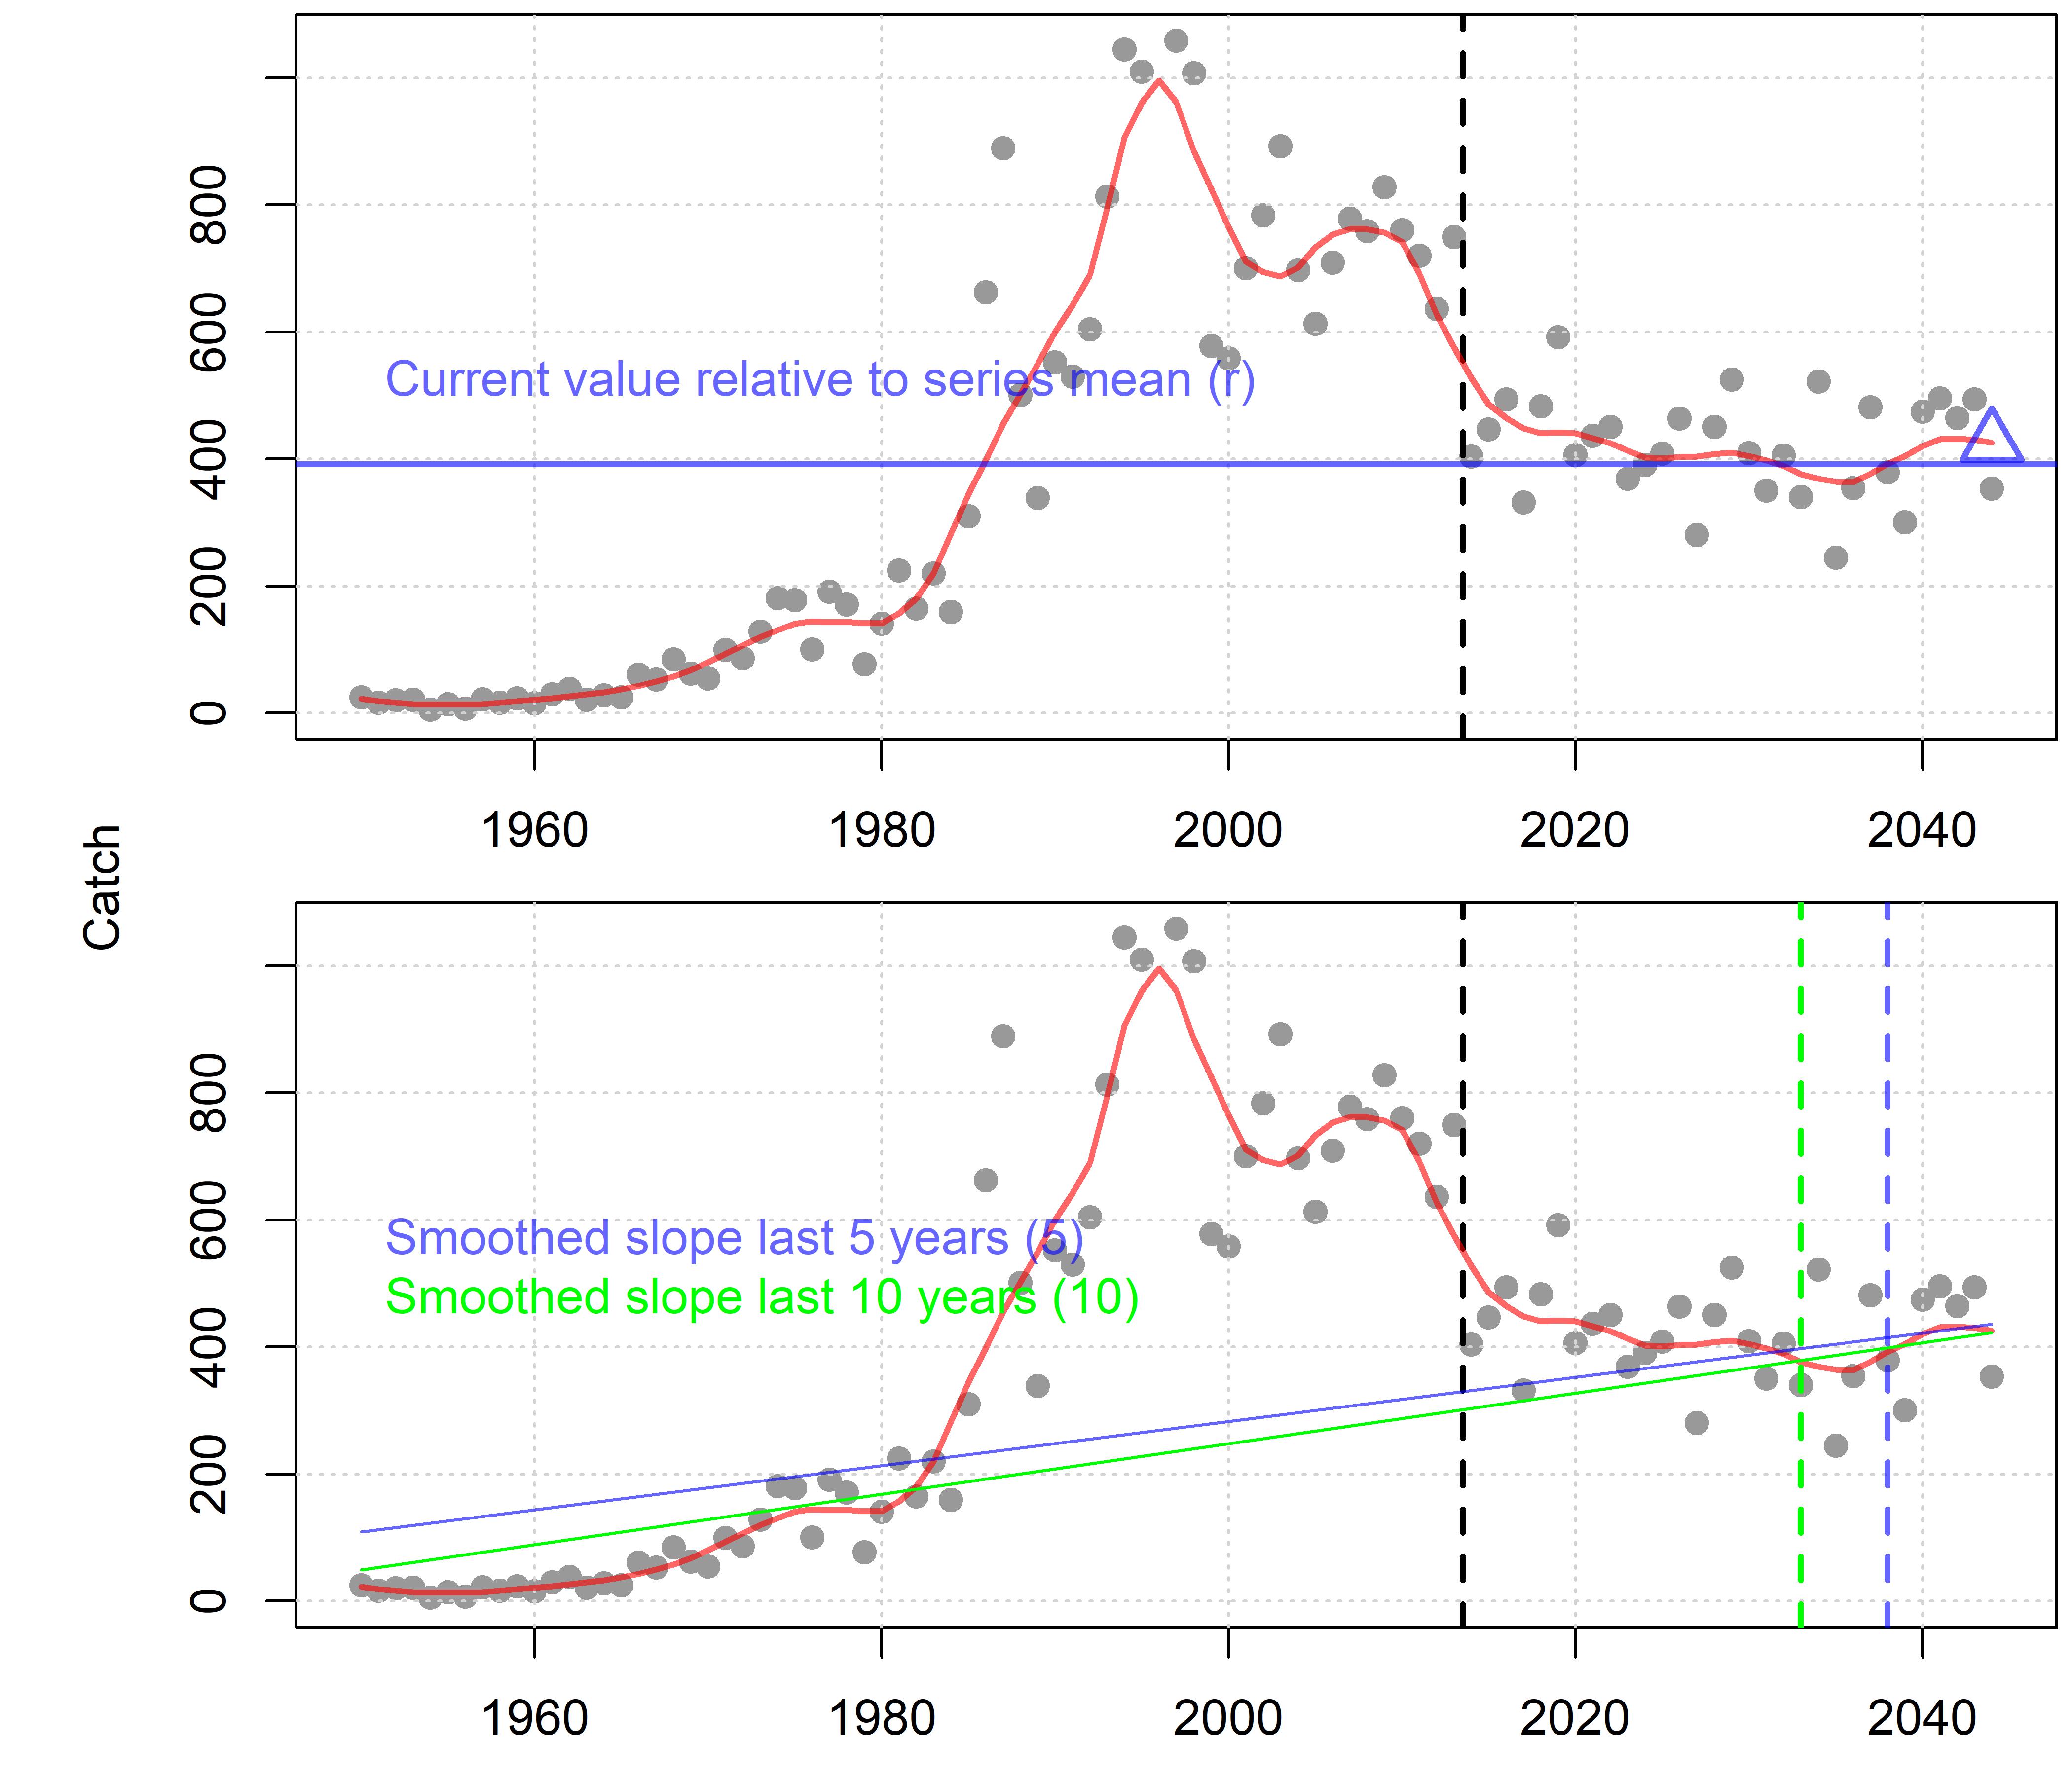 Catch
800
600
400
200
0
Current value relative to series mean (r)
1960 1980 2000 2020 2040
800
600
400
200
0
Smoothed slope last 5 years (5)
Smoothed slope last 10 years (10)
1960 1980 2000 2020 2040